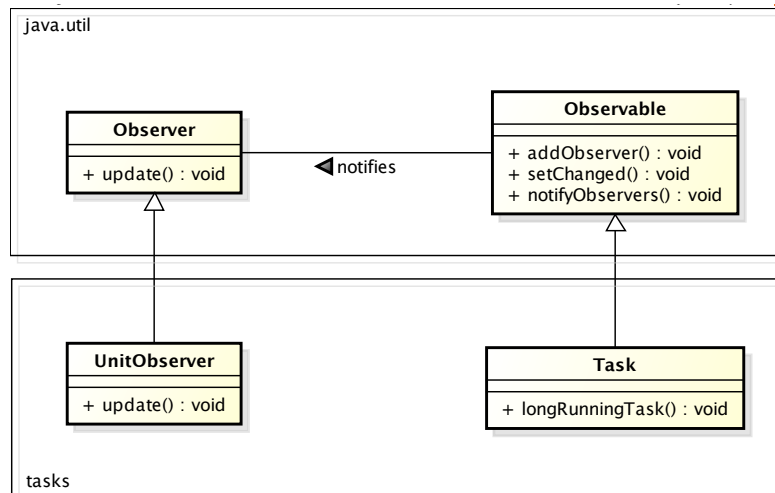 java.util
Observer
+ update() : void
notifies
Observable
+ addObserver() : void
+ setChanged() : void
+ notifyObservers() : void
UnitObserver
+ update() : void
Task
+ longRunningTask() : void
tasks